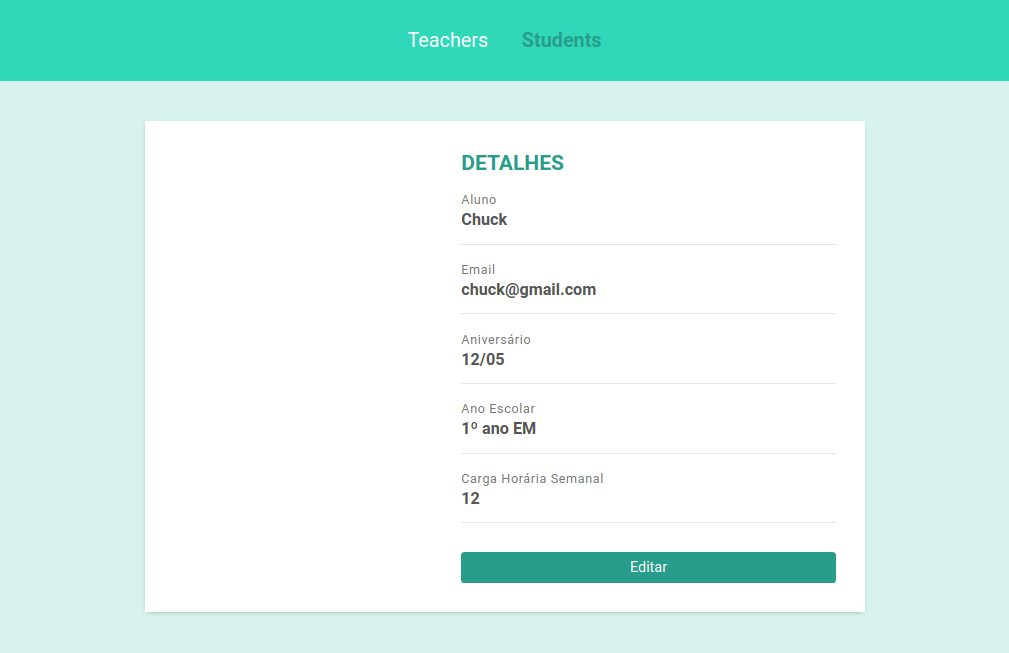 Teachers Students
DETALHES
Aluno
Chuck
Email
chuck@gmail.com
Aniversário
12/05
Ano Escolar
1º ano EM
Carga Horária Semanal
12
Editar